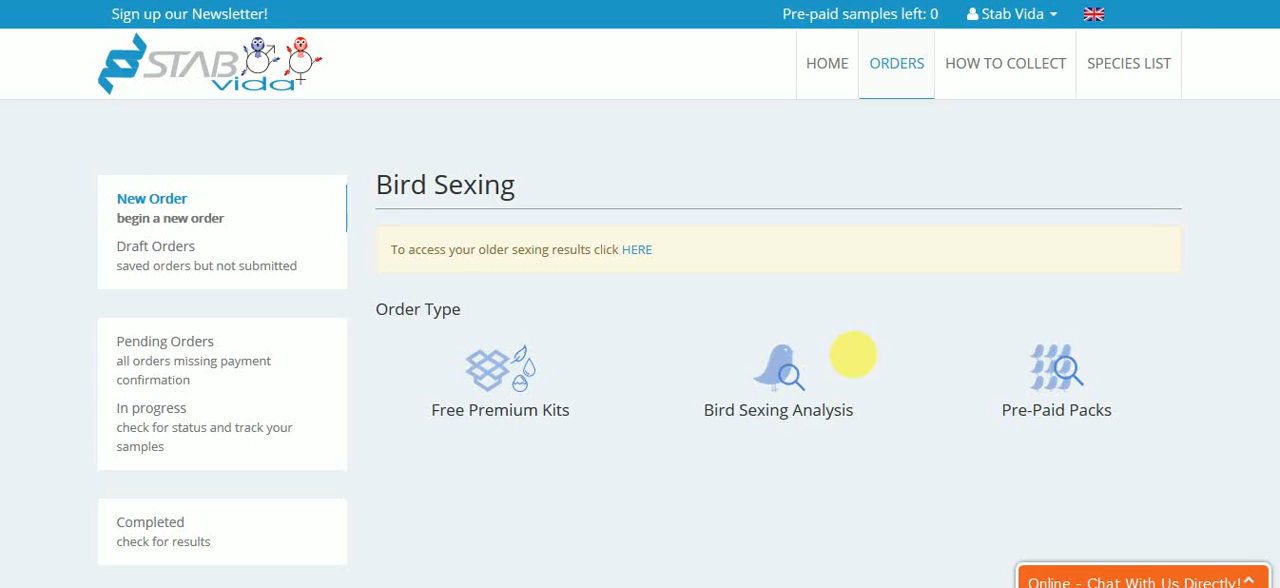 Sign up our Newsletter!
Pre-paid samples left: 0
Stab Vida
STAB vida
HOME
ORDERS
HOW TO COLLECT
SPECIES LIST
New Order
begin a new order
Draft Orders
saved orders but not submitted
Pending Orders
all orders missing payment
confirmation
In progress
check for status and track your
samples
Completed
check for results
Bird Sexing
To access your older sexing results click HERE
Order Type
Free Premium Kits
Bird Sexing Analysis
Pre-Paid Packs
Online - Chat With Us Directly!